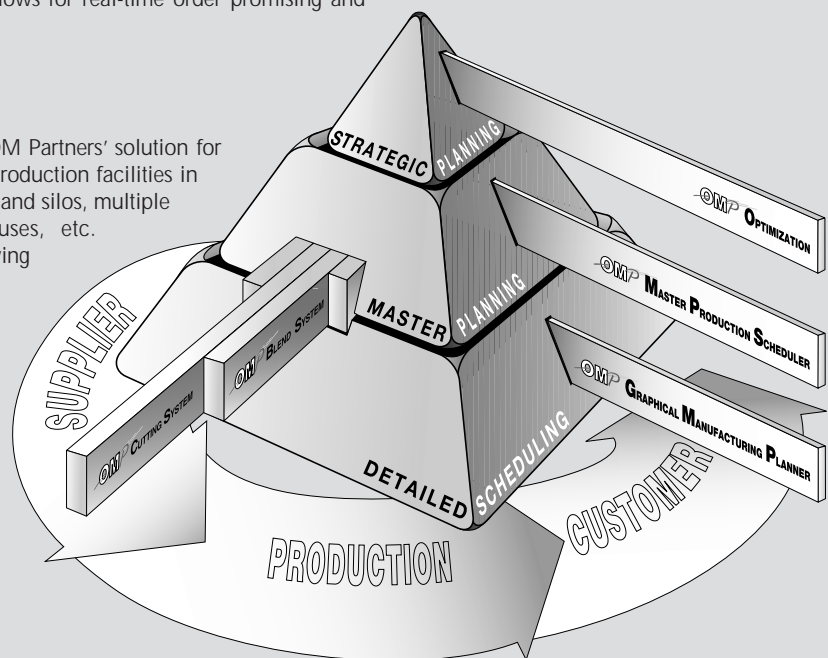 lows for real-time order promising and
OM Partners' solution for
roduction facilities in
and silos, multiple
uses, etc.
ving
STRATEGIC PLANNING
OMP OPTIMIZATION
MASTER PLANNING
OMP MASTER PRODUCTION SCHEDULER
DETAILED SCHEDULING
OMP GRAPHICAL MANUFACTURING PLANNER
OMP BLEND SYSTEM
OMP CUTTING SYSTEM
SUPPLIER
PRODUCTION
CUSTOMER